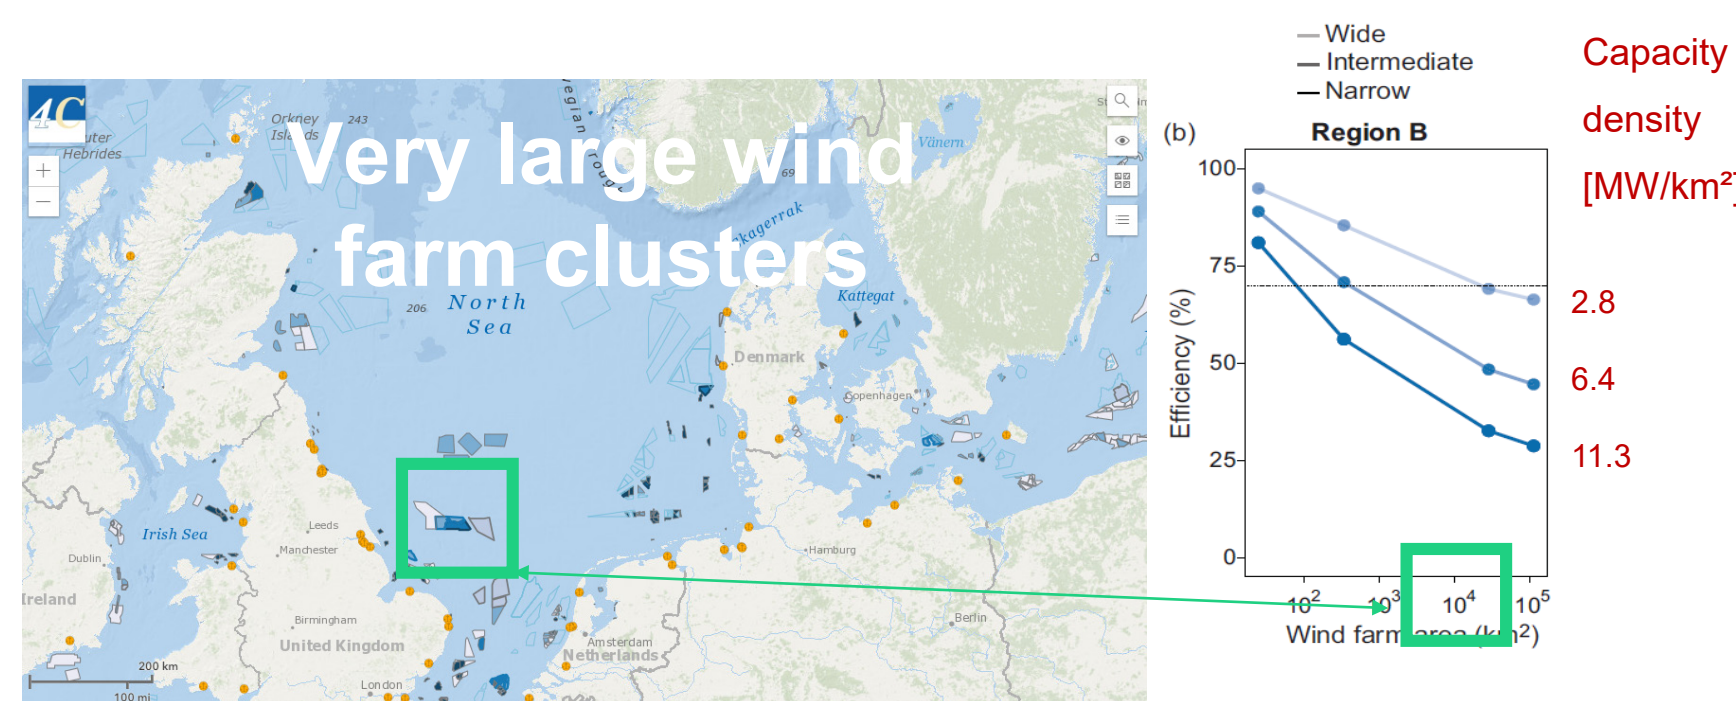 Very large wind
farm clusters
4C
uter
Hebrides
Orkney
Islands
243
69
Vänern
Skagerrak
Kattegat
North
Sea
206
Denmark
Copenhagen
Irish Sea
Leeds
Manchester
Dublin
Ireland
Birmingham
United Kingdom
London
Amsterdam
Netherlands
Hamburg
Berlin
200 km
100 mi
Wide
Intermediate
Narrow
(b)
Region B
Efficiency (%)
100
75
50
25
0
10²
10³
10⁴
10⁵
Wind farm area (km²)
Capacity
density
[MW/km²]
2.8
6.4
11.3